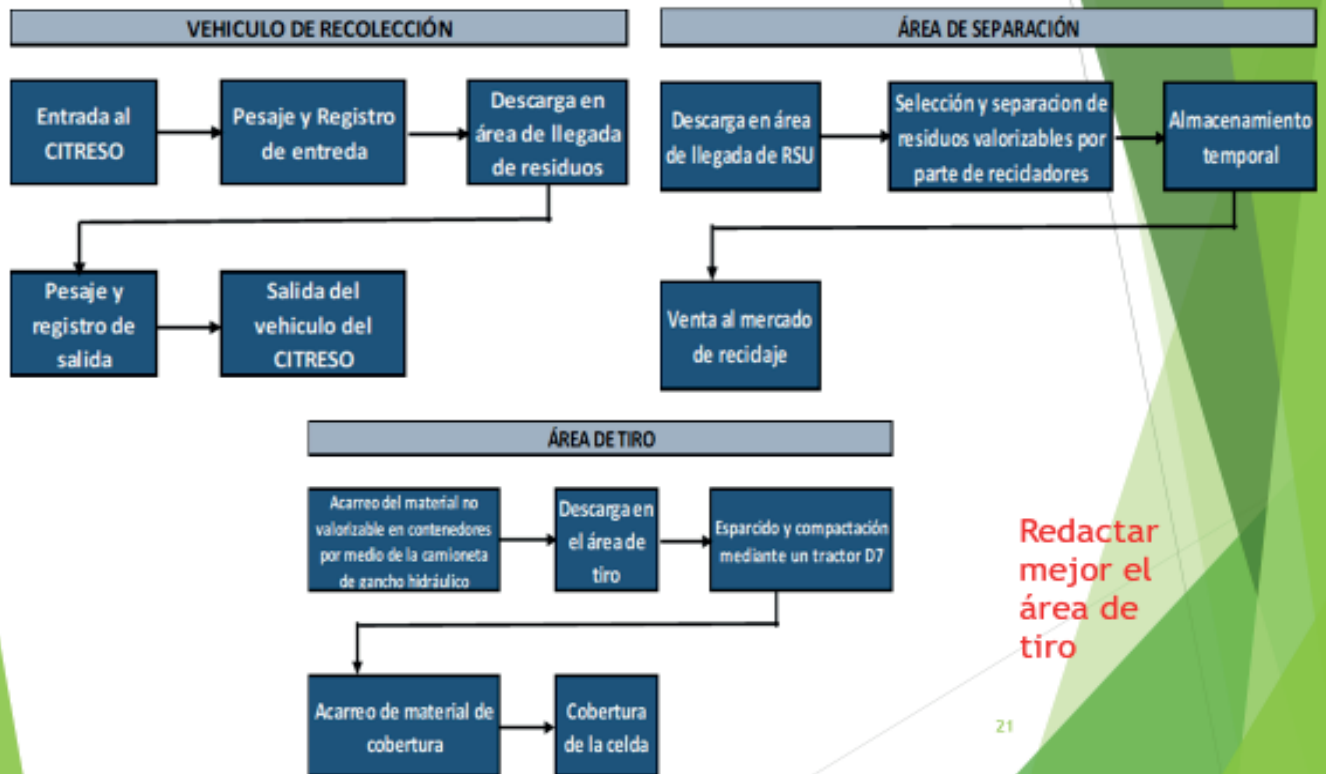 VEHICULO DE RECOLECCIÓN
Entrada al
CITRESO
Pesaje y Registro
de entreda
Descarga en
área de llegada
de residuos
Pesaje y
registro de
salida
Salida del
vehiculo del
CITRESO
ÁREA DE SEPARACIÓN
Descarga en área
de llegada de RSU
Selección y separacion de
residuos valorizables por
parte de recicladores
Almacenamiento
temporal
Venta al mercado
de reciclaje
ÁREA DE TIRO
Acarreo del material no
valorizable en contenedores
por medio de la camioneta
de gancho hidráulico
Descarga en
el área de
tiro
Esparcido y compactación
mediante un tractor D7
Acarreo de material de
cobertura
Cobertura
de la celda
Redactar
mejor el
área de
tiro
21